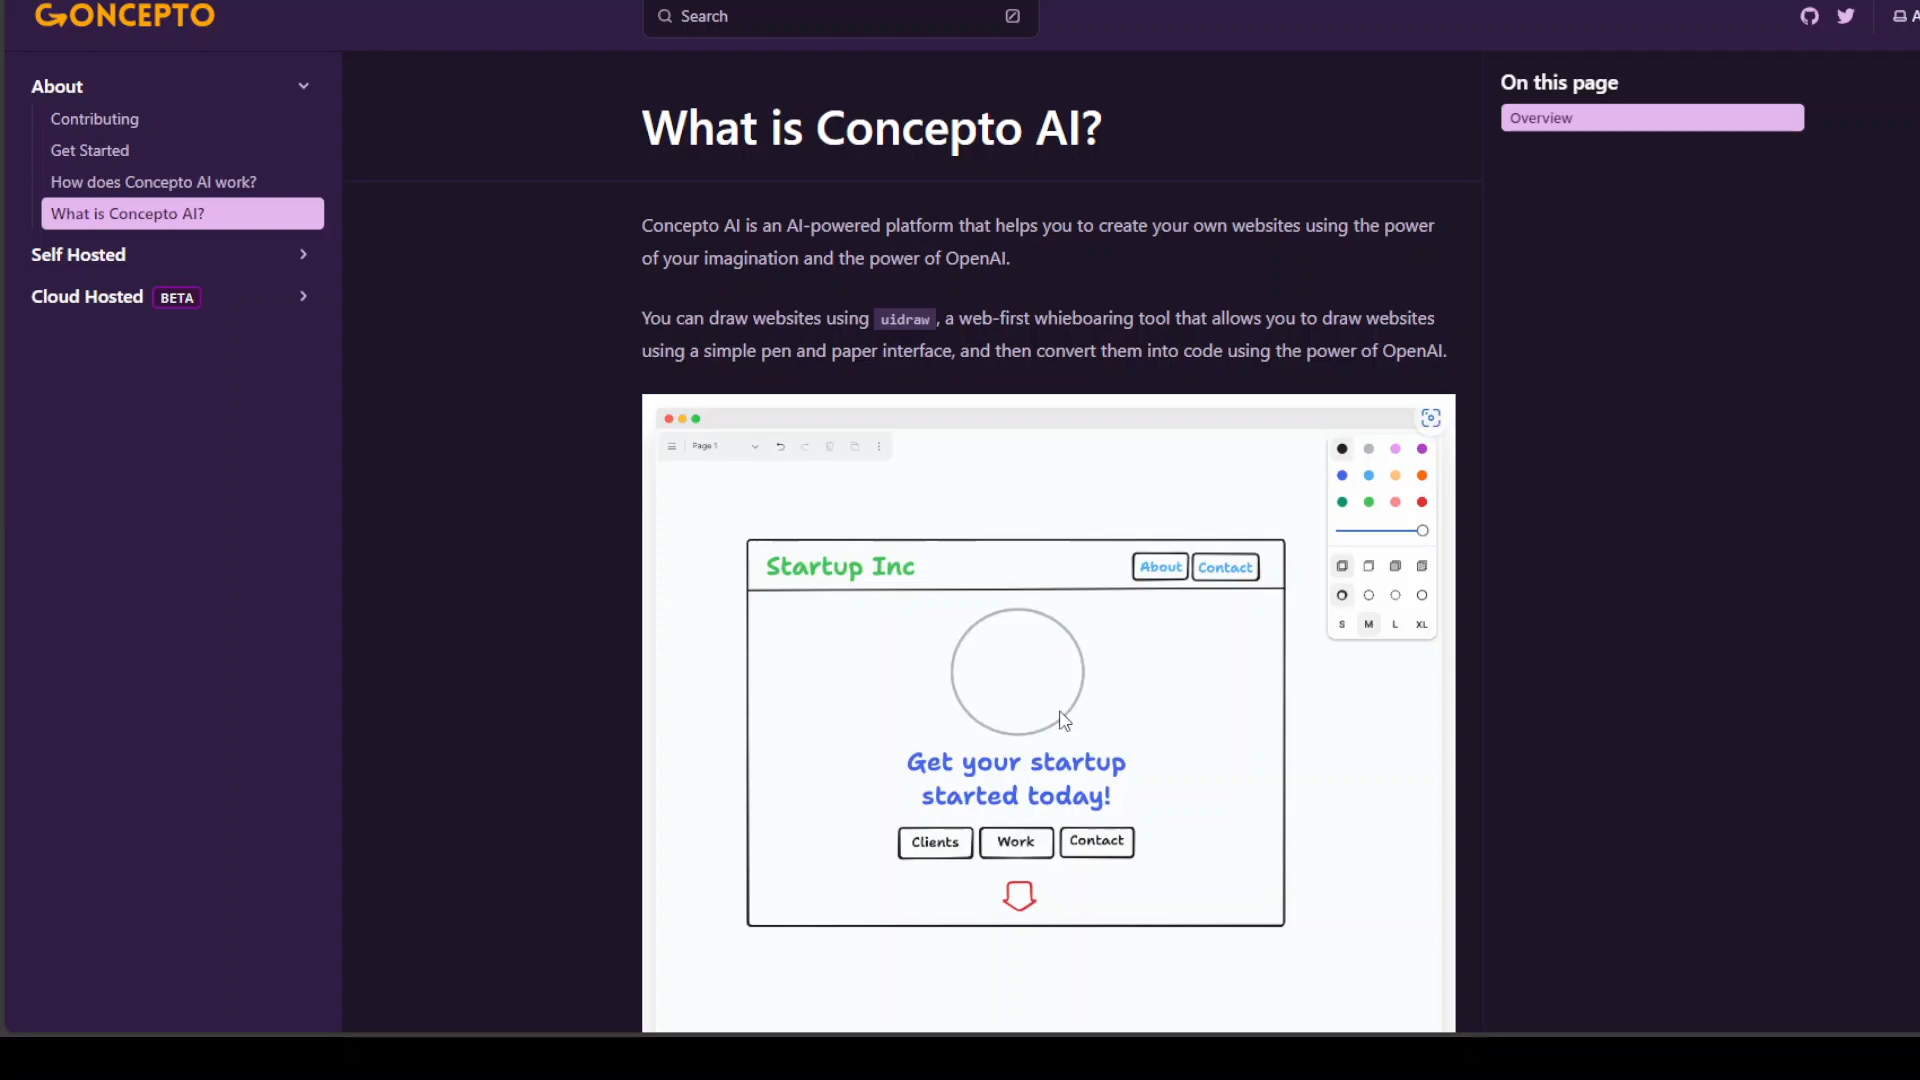 CONCEPTO
Search
About
Contributing
Get Started
How does Concepto AI work?
What is Concepto AI?
Self Hosted
Cloud Hosted BETA
What is Concepto AI?
Concepto AI is an AI-powered platform that helps you to create your own websites using the power
of your imagination and the power of OpenAI.
You can draw websites using uidraw, a web-first whieboaring tool that allows you to draw websites
using a simple pen and paper interface, and then convert them into code using the power of OpenAI.
Page 1
Startup Inc
About
Contact
Get your startup
started today!
Clients
Work
Contact
S M L XL
On this page
Overview